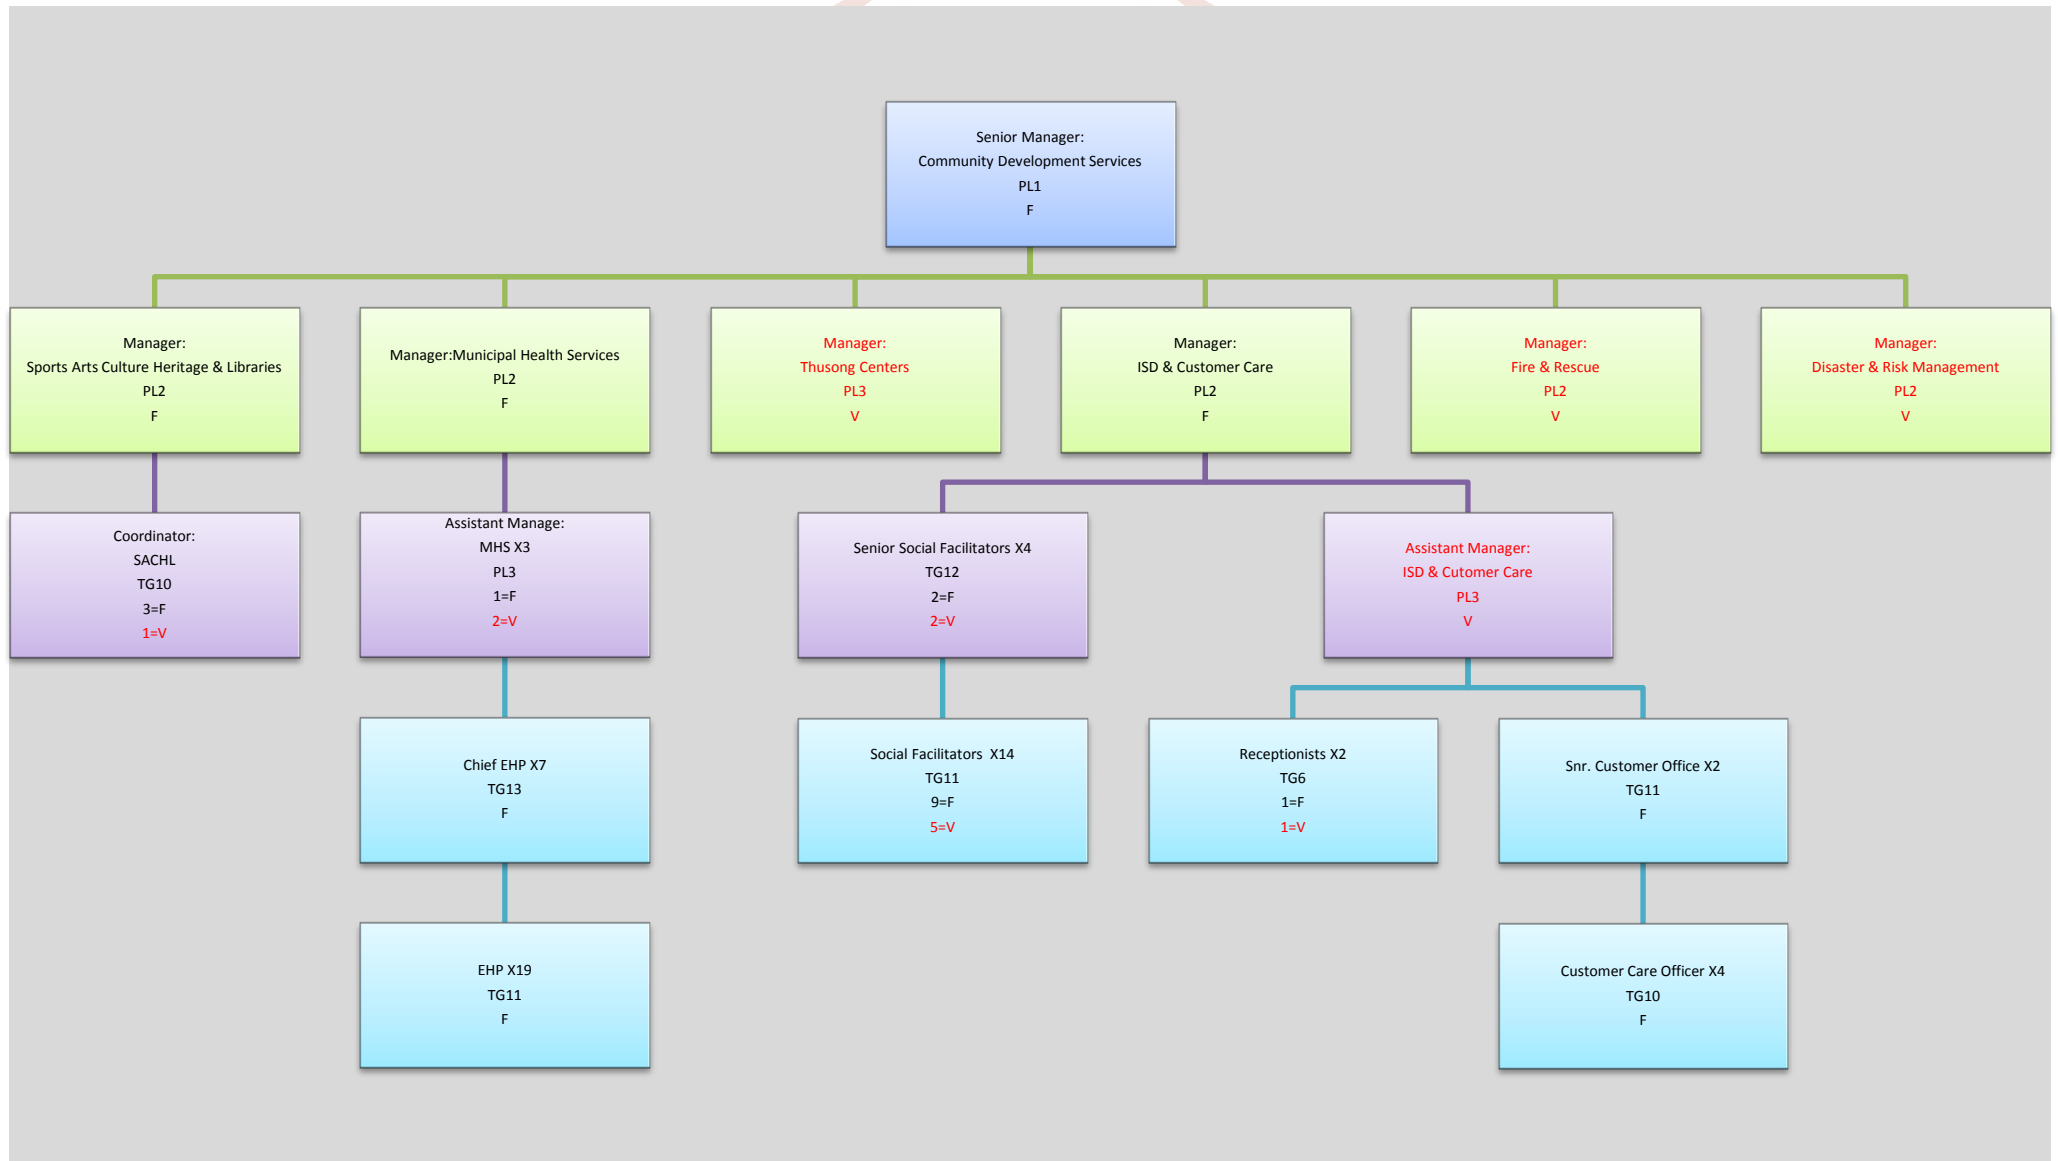 Senior Manager:
Community Development Services
PL1
F
Manager:
Sports Arts Culture Heritage & Libraries
PL2
F
Manager:Municipal Health Services
PL2
F
Manager:
Thusong Centers
PL3
V
Manager:
ISD & Customer Care
PL2
F
Manager:
Fire & Rescue
PL2
V
Manager:
Disaster & Risk Management
PL2
V
Coordinator:
SACHL
TG10
3=F
1=V
Assistant Manage:
MHS X3
PL3
1=F
2=V
Senior Social Facilitators X4
TG12
2=F
2=V
Assistant Manager:
ISD & Cutomer Care
PL3
V
Chief EHP X7
TG13
F
Social Facilitators  X14
TG11
9=F
5=V
Receptionists X2
TG6
1=F
1=V
Snr. Customer Office X2
TG11
F
EHP X19
TG11
F
Customer Care Officer X4
TG10
F